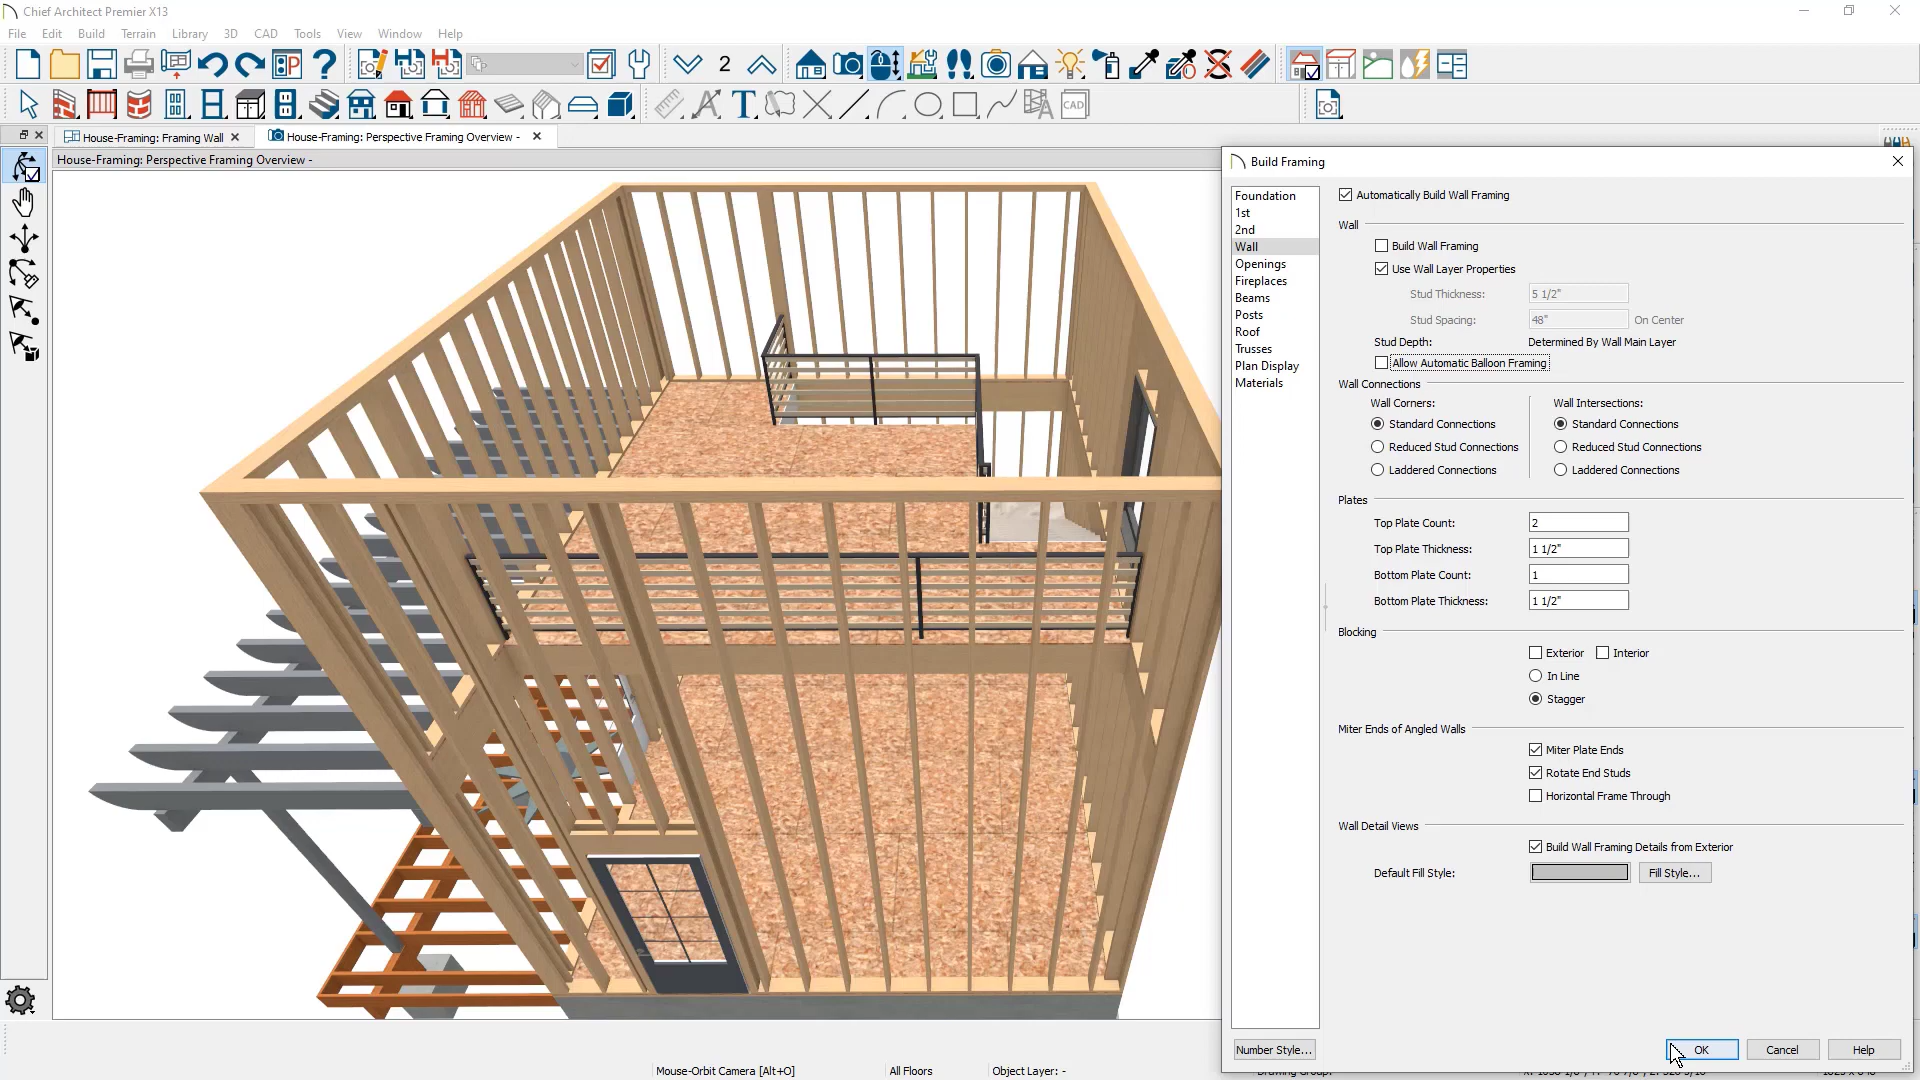 Chief Architect Premier X13
File Edit Build Terrain Library 3D CAD Tools View Window Help
2
CAD
House-Framing: Framing Wall
House-Framing: Perspective Framing Overview -
House-Framing: Perspective Framing Overview -
Build Framing
Foundation
1st
2nd
Wall
Openings
Fireplaces
Beams
Posts
Roof
Trusses
Plan Display
Materials
Automatically Build Wall Framing
Wall
Build Wall Framing
Use Wall Layer Properties
Stud Thickness: 5 1/2"
Stud Spacing: 48" On Center
Stud Depth: Determined By Wall Main Layer
Allow Automatic Balloon Framing
Wall Connections
Wall Corners: Wall Intersections:
Standard Connections Standard Connections
Reduced Stud Connections Reduced Stud Connections
Laddered Connections Laddered Connections
Plates
Top Plate Count: 2
Top Plate Thickness: 1 1/2"
Bottom Plate Count: 1
Bottom Plate Thickness: 1 1/2"
Blocking
Exterior Interior
In Line
Stagger
Miter Ends of Angled Walls
Miter Plate Ends
Rotate End Studs
Horizontal Frame Through
Wall Detail Views
Build Wall Framing Details from Exterior
Default Fill Style: Fill Style...
Number Style... OK Cancel Help
Mouse-Orbit Camera [Alt+O] All Floors Object Layer: -